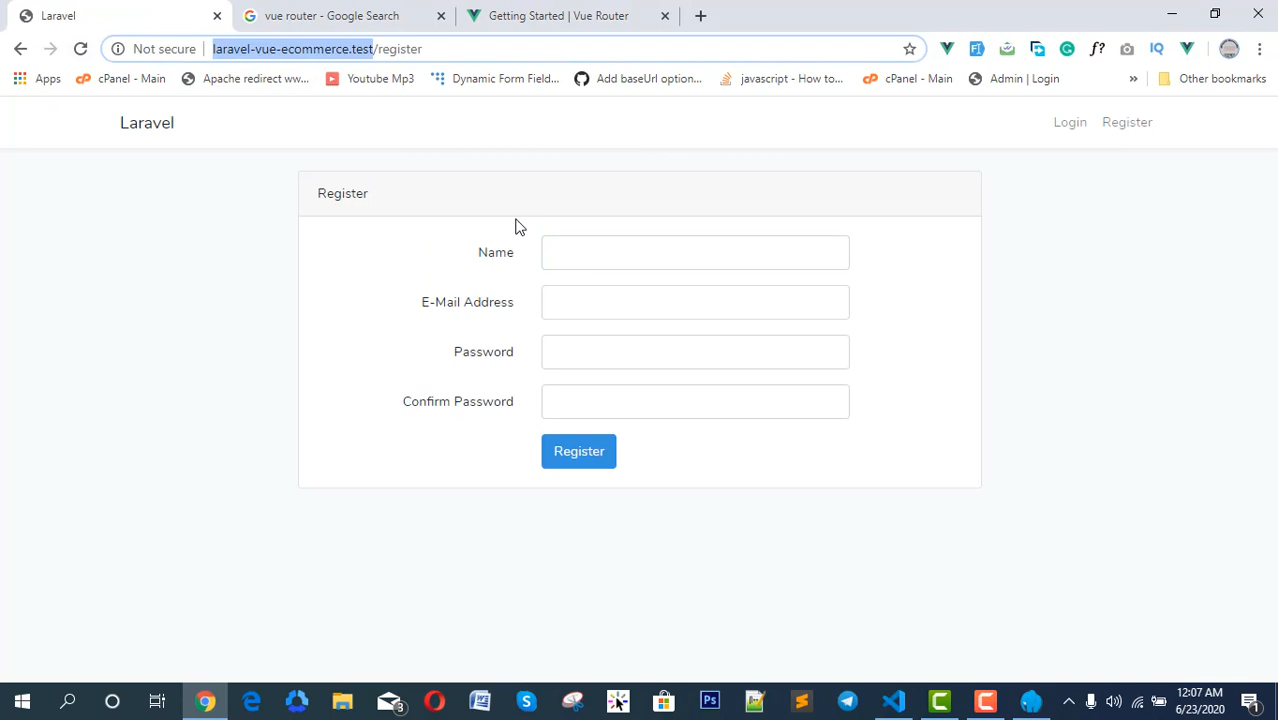 Laravel
vue router - Google Search
Getting Started | Vue Router
Not secure
laravel-vue-ecommerce.test/register
Apps
cPanel - Main
Apache redirect ww...
Youtube Mp3
Dynamic Form Field...
Add baseUrl option...
javascript - How to...
cPanel - Main
Admin | Login
»
Other bookmarks
Laravel
Login
Register
Register
Name
E-Mail Address
Password
Confirm Password
Register
12:07 AM
6/23/2020